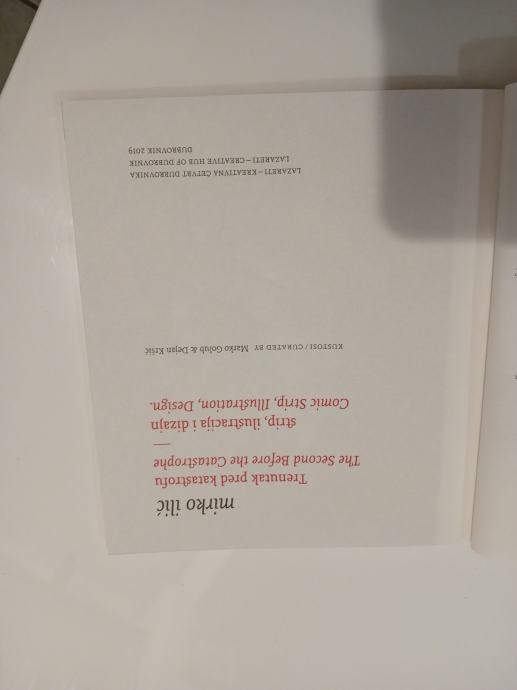 mirko ilić
Trenutak pred katastrofu
The Second Before the Catastrophe
—
strip, ilustracija i dizajn
Comic Strip, Illustration, Design.
KUSTOSI / CURATED BY Marko Golub & Dejan Kršić
LAZARETI – KREATIVNA ČETVRT DUBROVNIKA
LAZARETI – CREATIVE HUB OF DUBROVNIK
DUBROVNIK 2019